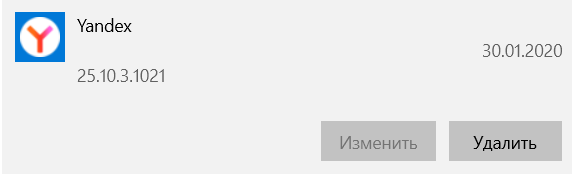 Yandex
30.01.2020
25.10.3.1021
Изменить
Удалить